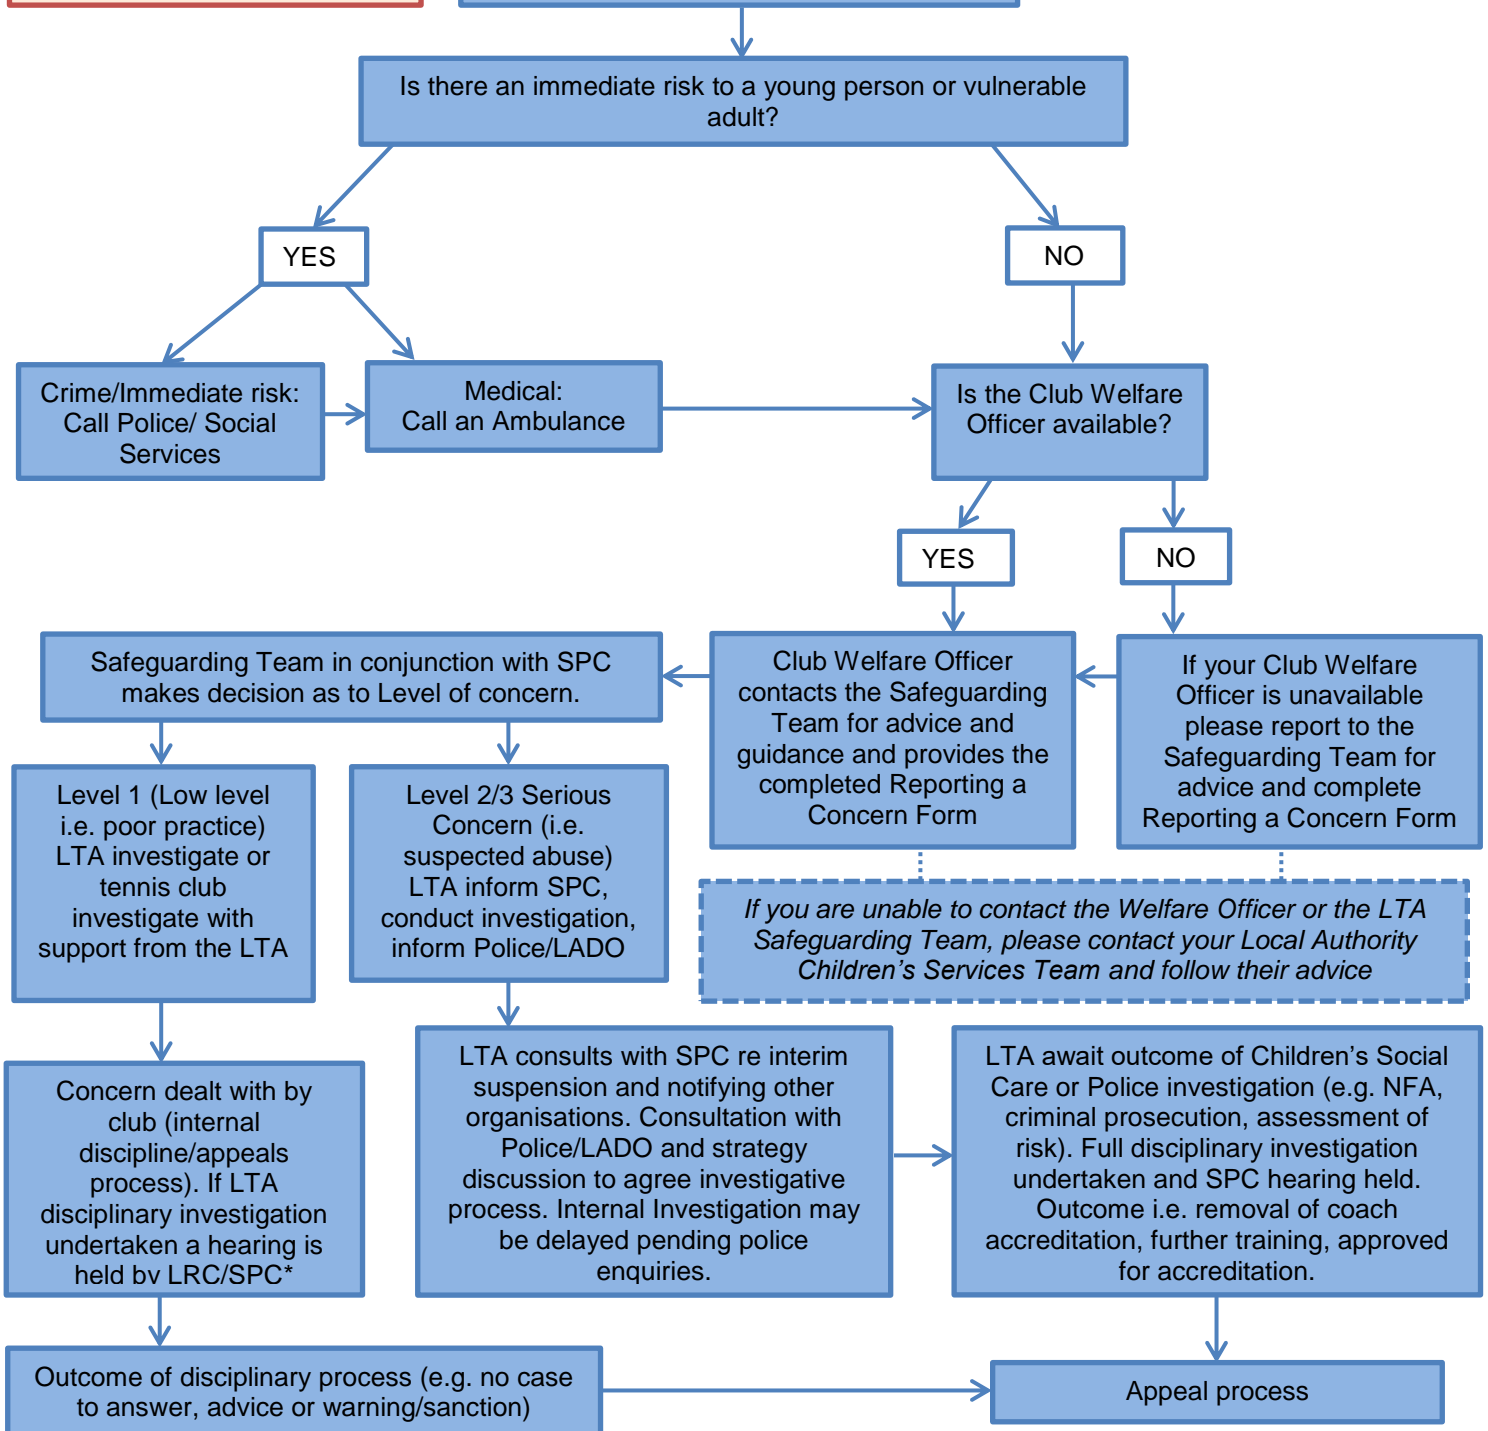 Is there an immediate risk to a young person or vulnerable
adult?
YES
NO
Crime/Immediate risk:
Call Police/ Social
Services
Medical:
Call an Ambulance
Is the Club Welfare
Officer available?
YES
NO
Safeguarding Team in conjunction with SPC
makes decision as to Level of concern.
Club Welfare Officer
contacts the Safeguarding
Team for advice and
guidance and provides the
completed Reporting a
Concern Form
If your Club Welfare
Officer is unavailable
please report to the
Safeguarding Team for
advice and complete
Reporting a Concern Form
Level 1 (Low level
i.e. poor practice)
LTA investigate or
tennis club
investigate with
support from the LTA
Level 2/3 Serious
Concern (i.e.
suspected abuse)
LTA inform SPC,
conduct investigation,
inform Police/LADO
If you are unable to contact the Welfare Officer or the LTA
Safeguarding Team, please contact your Local Authority
Children’s Services Team and follow their advice
Concern dealt with by
club (internal
discipline/appeals
process). If LTA
disciplinary investigation
undertaken a hearing is
held by LRC/SPC*
LTA consults with SPC re interim
suspension and notifying other
organisations. Consultation with
Police/LADO and strategy
discussion to agree investigative
process. Internal Investigation may
be delayed pending police
enquiries.
LTA await outcome of Children’s Social
Care or Police investigation (e.g. NFA,
criminal prosecution, assessment of
risk). Full disciplinary investigation
undertaken and SPC hearing held.
Outcome i.e. removal of coach
accreditation, further training, approved
for accreditation.
Outcome of disciplinary process (e.g. no case
to answer, advice or warning/sanction)
Appeal process